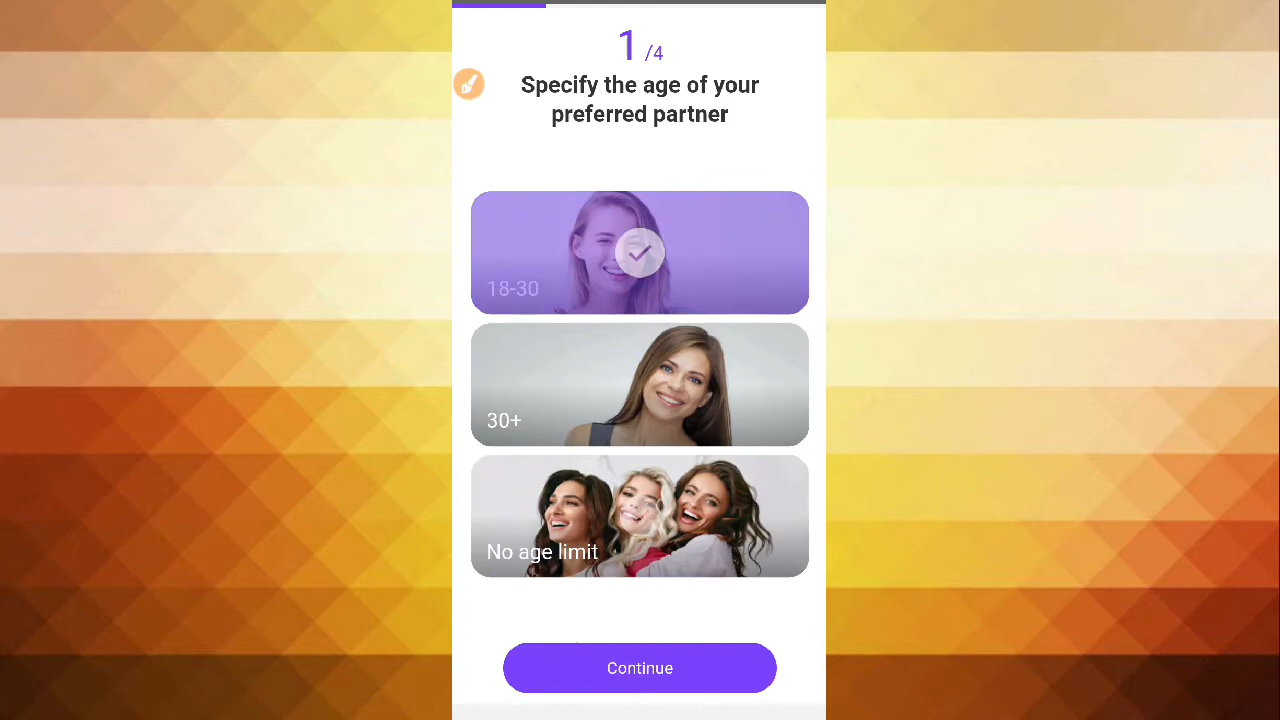 1 /4
Specify the age of your
preferred partner
18-30
30+
No age limit
Continue